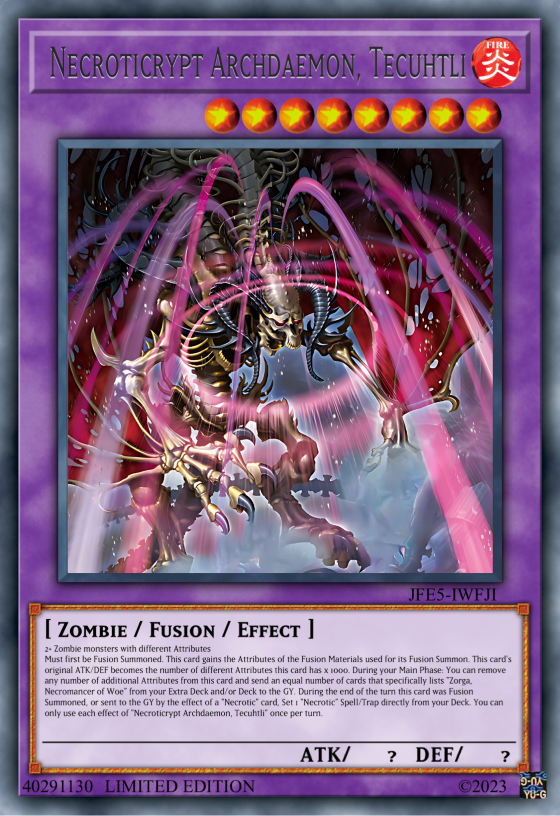 NECROTICRYPT ARCHDAEMON, TECUHTLI
FIRE
炎
JFE5-IWFJI
[ ZOMBIE / FUSION / EFFECT ]
2+ Zombie monsters with different Attributes
Must first be Fusion Summoned. This card gains the Attributes of the Fusion Materials used for its Fusion Summon. This card's
original ATK/DEF becomes the number of different Attributes this card has x 1000. During your Main Phase: You can remove
any number of additional Attributes from this card and send an equal number of cards that specifically lists "Zorga,
Necromancer of Woe" from your Extra Deck and/or Deck to the GY. During the end of the turn this card was Fusion
Summoned, or sent to the GY by the effect of a "Necrotic" card, Set 1 "Necrotic" Spell/Trap directly from your Deck. You can
only use each effect of "Necroticrypt Archdaemon, Tecuhtli" once per turn.
ATK/ ? DEF/ ?
40291130 LIMITED EDITION ©2023
YU-G